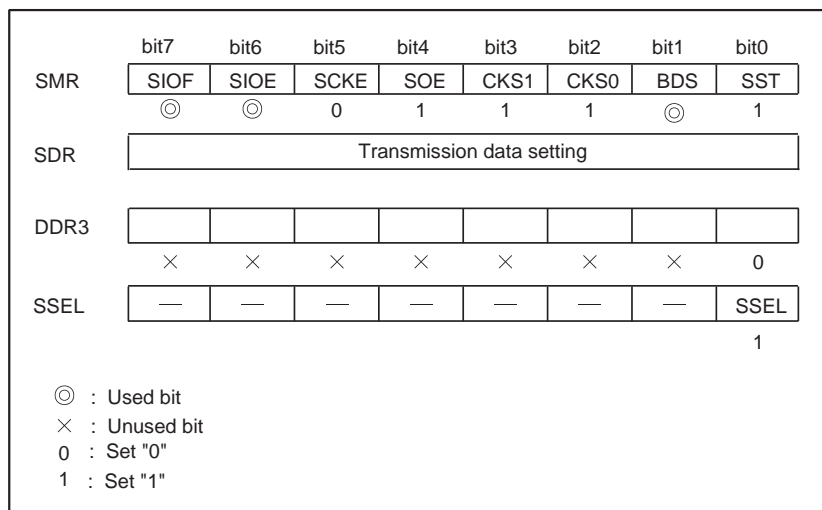 bit7 bit6 bit5 bit4 bit3 bit2 bit1 bit0
SMR SIOF SIOE SCKE SOE CKS1 CKS0 BDS SST
◎ ◎ 0 1 1 1 ◎ 1
SDR Transmission data setting
DDR3
× × × × × × × 0
SSEL — — — — — — — SSEL
1
◎ : Used bit
× : Unused bit
0 : Set "0"
1 : Set "1"